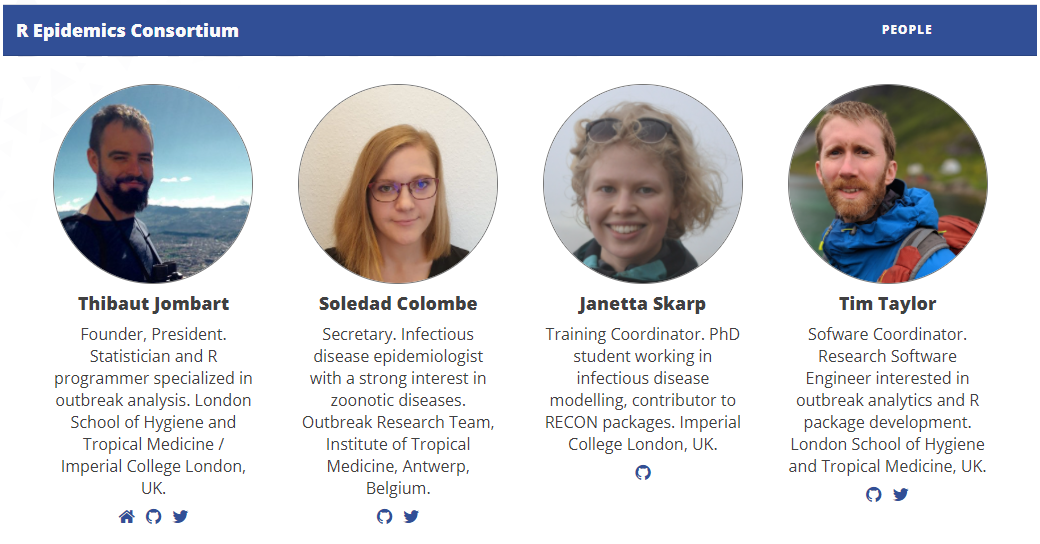 R Epidemics Consortium
PEOPLE
Thibaut Jombart
Founder, President.
Statistician and R
programmer specialized in
outbreak analysis. London
School of Hygiene and
Tropical Medicine /
Imperial College London,
UK.
Soledad Colombe
Secretary. Infectious
disease epidemiologist
with a strong interest in
zoonotic diseases.
Outbreak Research Team,
Institute of Tropical
Medicine, Antwerp,
Belgium.
Janetta Skarp
Training Coordinator. PhD
student working in
infectious disease
modelling, contributor to
RECON packages. Imperial
College London, UK.
Tim Taylor
Sofware Coordinator.
Research Software
Engineer interested in
outbreak analytics and R
package development.
London School of Hygiene
and Tropical Medicine, UK.